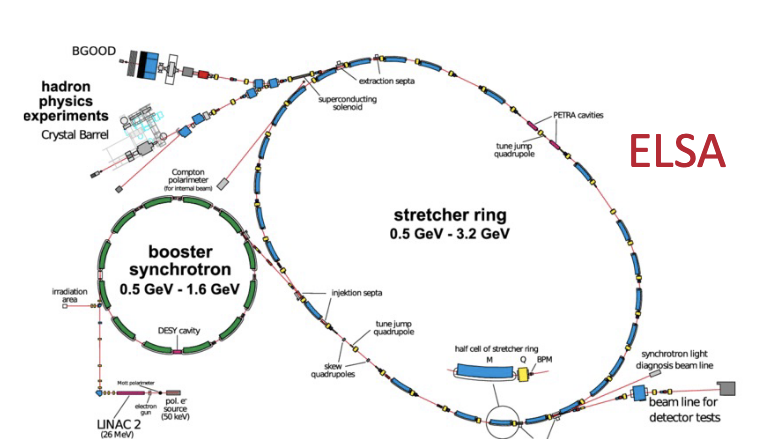 BGOOD
hadron
physics
experiments
Crystal Barrel
extraction septa
superconducting
solenoid
PETRA cavities
tune jump
quadrupole
ELSA
Compton
polarimeter
(for internal beam)
stretcher ring
0.5 GeV - 3.2 GeV
booster
synchrotron
0.5 GeV - 1.6 GeV
irradiation
area
DESY cavity
injektion septa
tune jump
quadrupole
skew
quadrupoles
half cell of stretcher ring
M Q BPM
synchrotron light
diagnosis beam line
beam line for
detector tests
Mott polarimeter
electron
gun
pol. e-
source
(50 keV)
LINAC 2
(26 MeV)